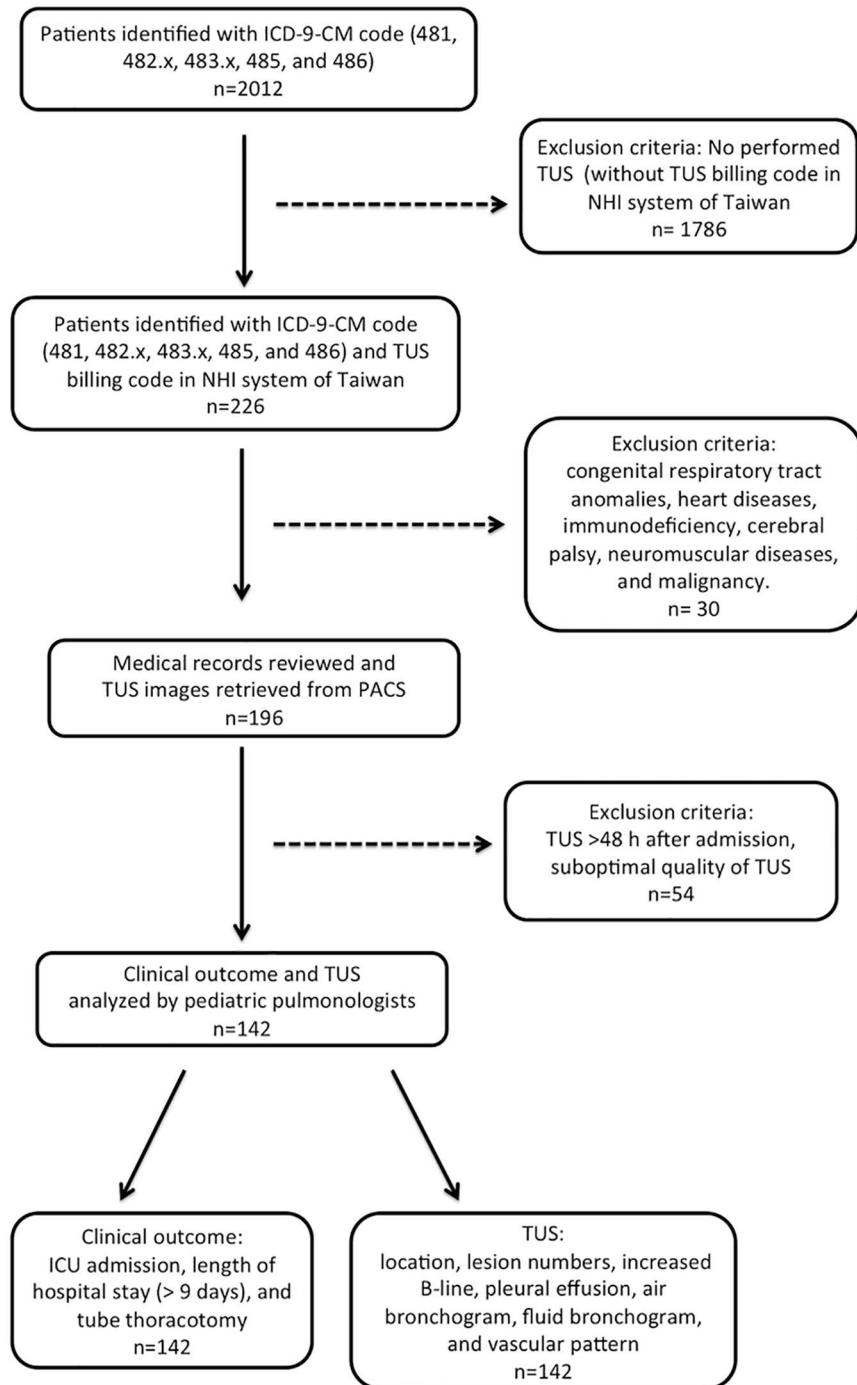 Patients identified with ICD-9-CM code (481,
482.x, 483.x, 485, and 486)
n=2012
Exclusion criteria: No performed
TUS (without TUS billing code in
NHI system of Taiwan
n= 1786
Patients identified with ICD-9-CM code
(481, 482.x, 483.x, 485, and 486) and TUS
billing code in NHI system of Taiwan
n=226
Exclusion criteria:
congenital respiratory tract
anomalies, heart diseases,
immunodeficiency, cerebral
palsy, neuromuscular diseases,
and malignancy.
n= 30
Medical records reviewed and
TUS images retrieved from PACS
n=196
Exclusion criteria:
TUS >48 h after admission,
suboptimal quality of TUS
n=54
Clinical outcome and TUS
analyzed by pediatric pulmonologists
n=142
Clinical outcome:
ICU admission, length of
hospital stay (> 9 days), and
tube thoracotomy
n=142
TUS:
location, lesion numbers, increased
B-line, pleural effusion, air
bronchogram, fluid bronchogram,
and vascular pattern
n=142